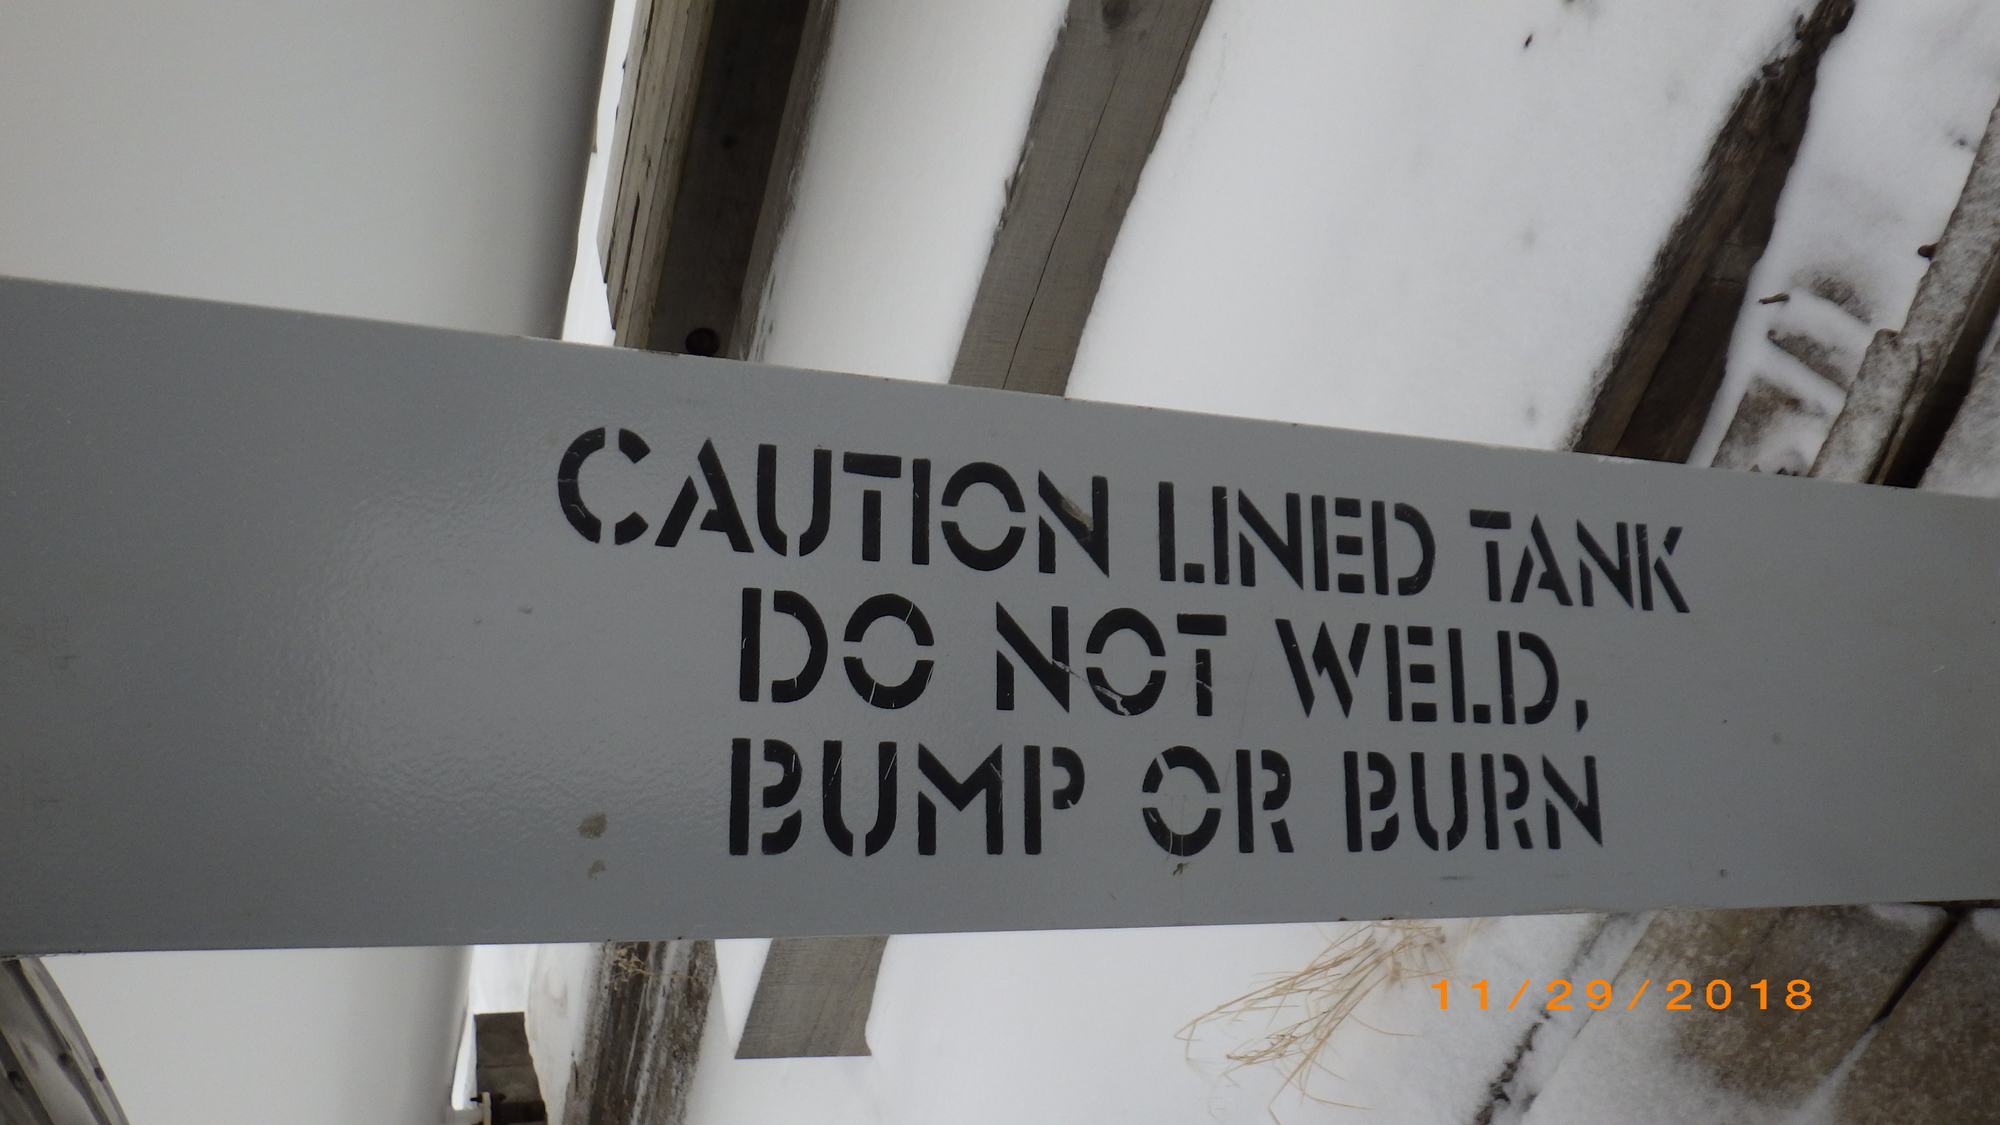 CAUTION LINED TANK
DO NOT WELD,
BUMP OR BURN
11/29/2018